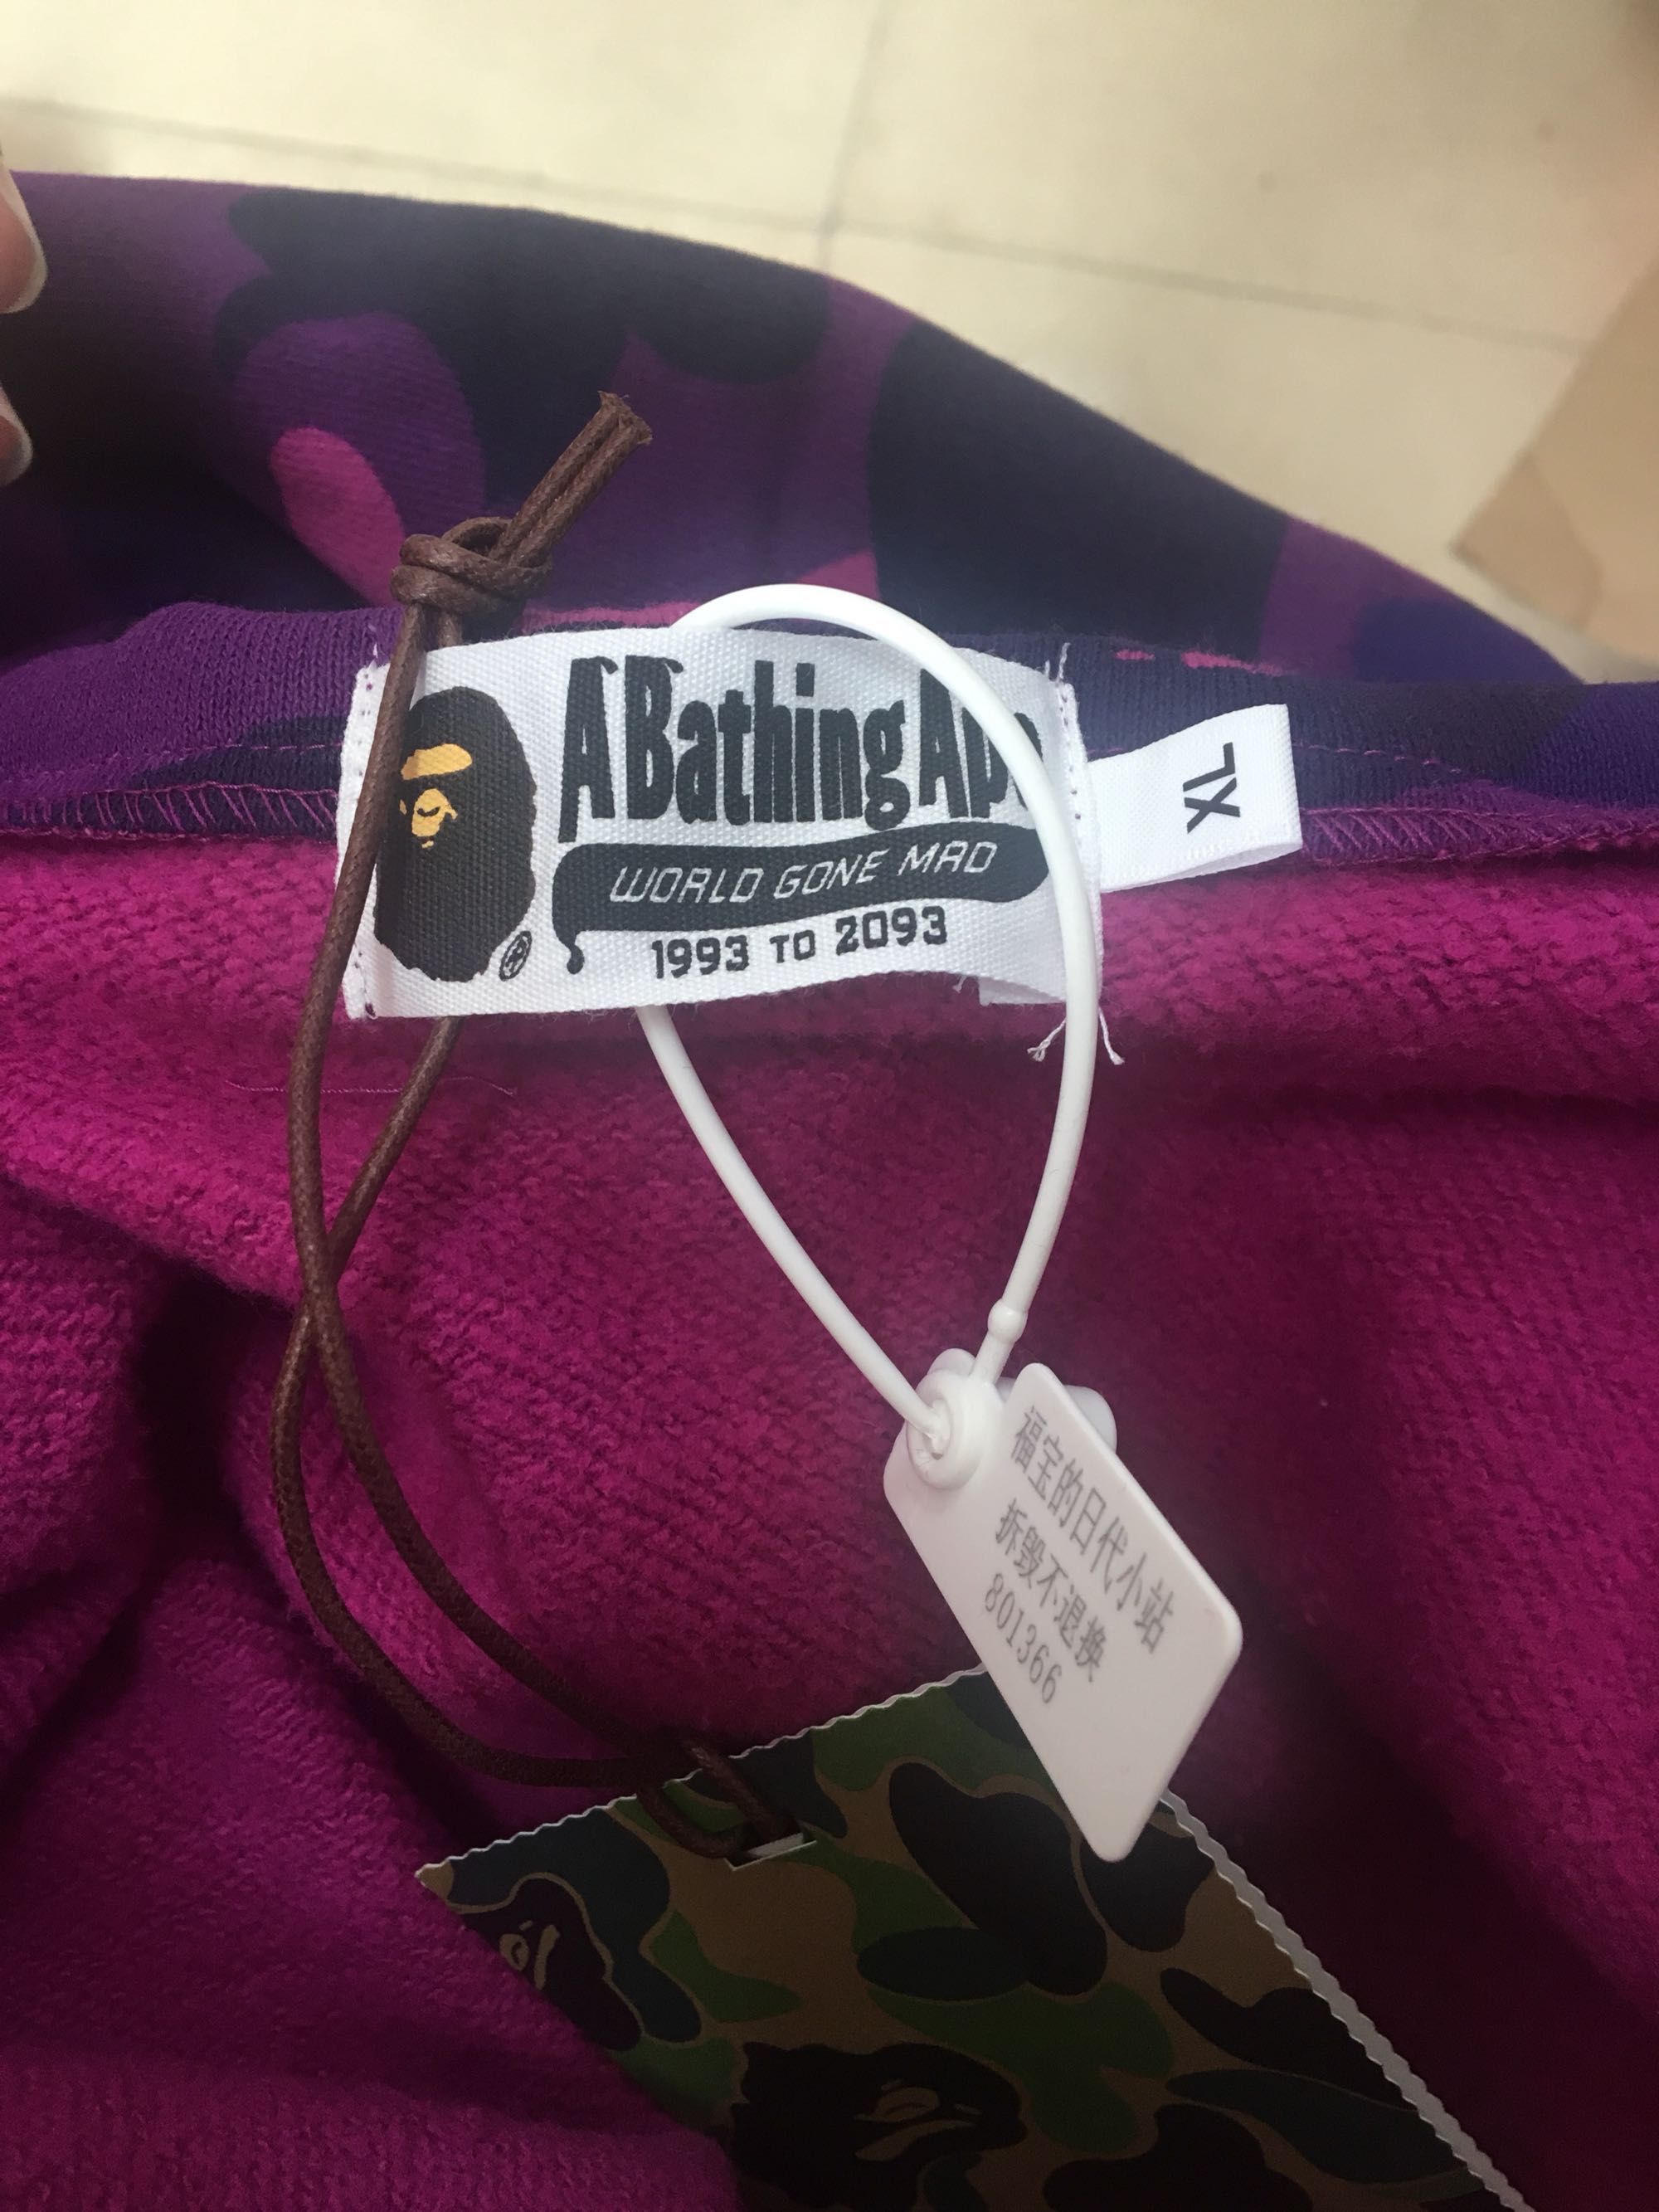 A Bathing Ape
WORLD GONE MAD
1993 TO 2093
XL
福宝的日代小站
拆毁不退换
801366